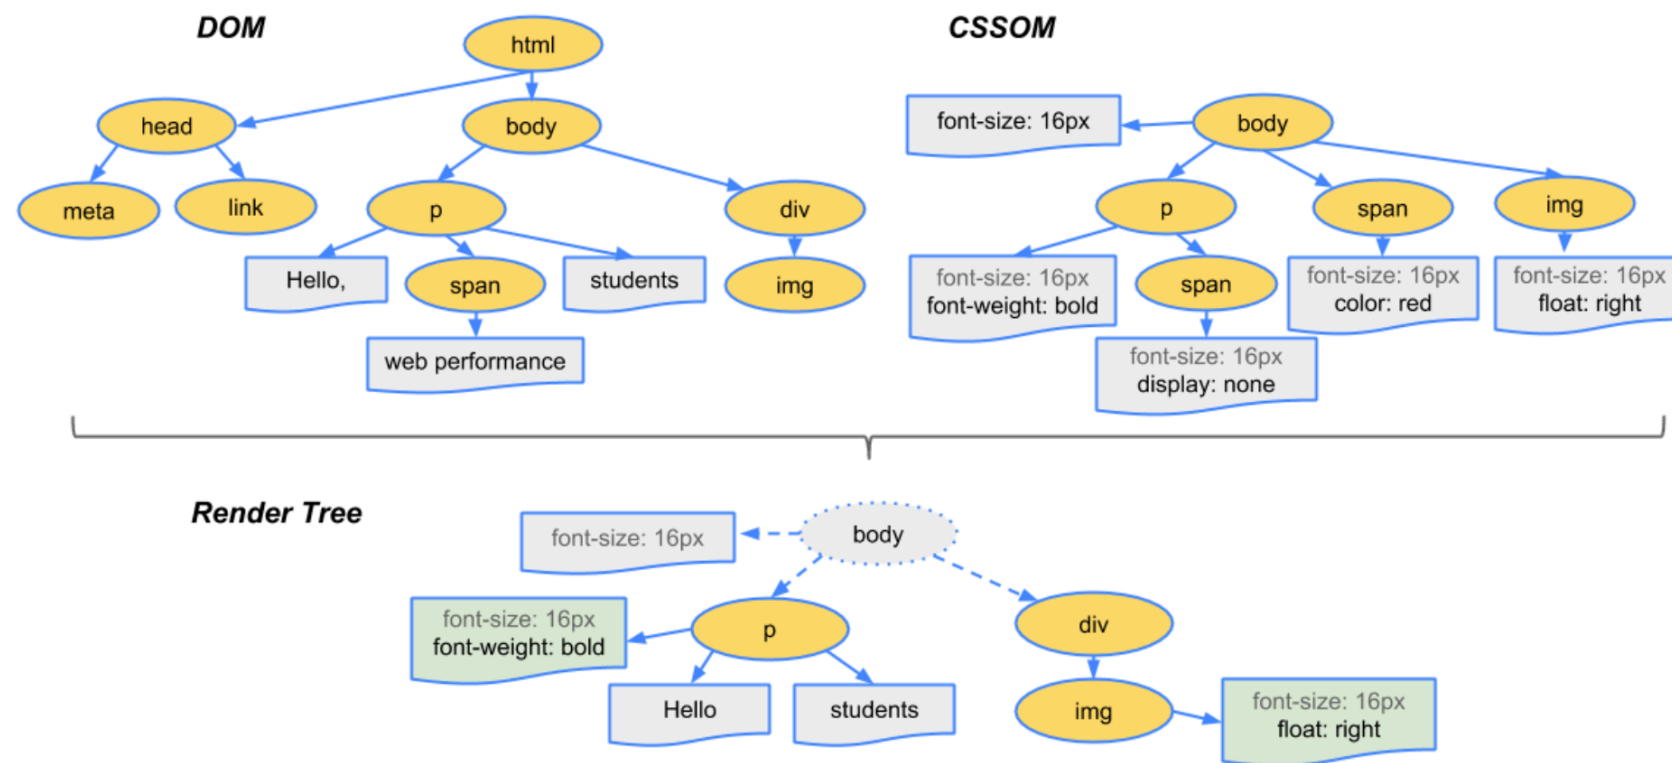 DOM
html
head
body
meta
link
p
div
Hello,
span
students
img
web performance
CSSOM
font-size: 16px
body
p
span
img
font-size: 16px
font-weight: bold
span
font-size: 16px
color: red
font-size: 16px
float: right
font-size: 16px
display: none
Render Tree
font-size: 16px
body
font-size: 16px
font-weight: bold
p
div
Hello
students
img
font-size: 16px
float: right